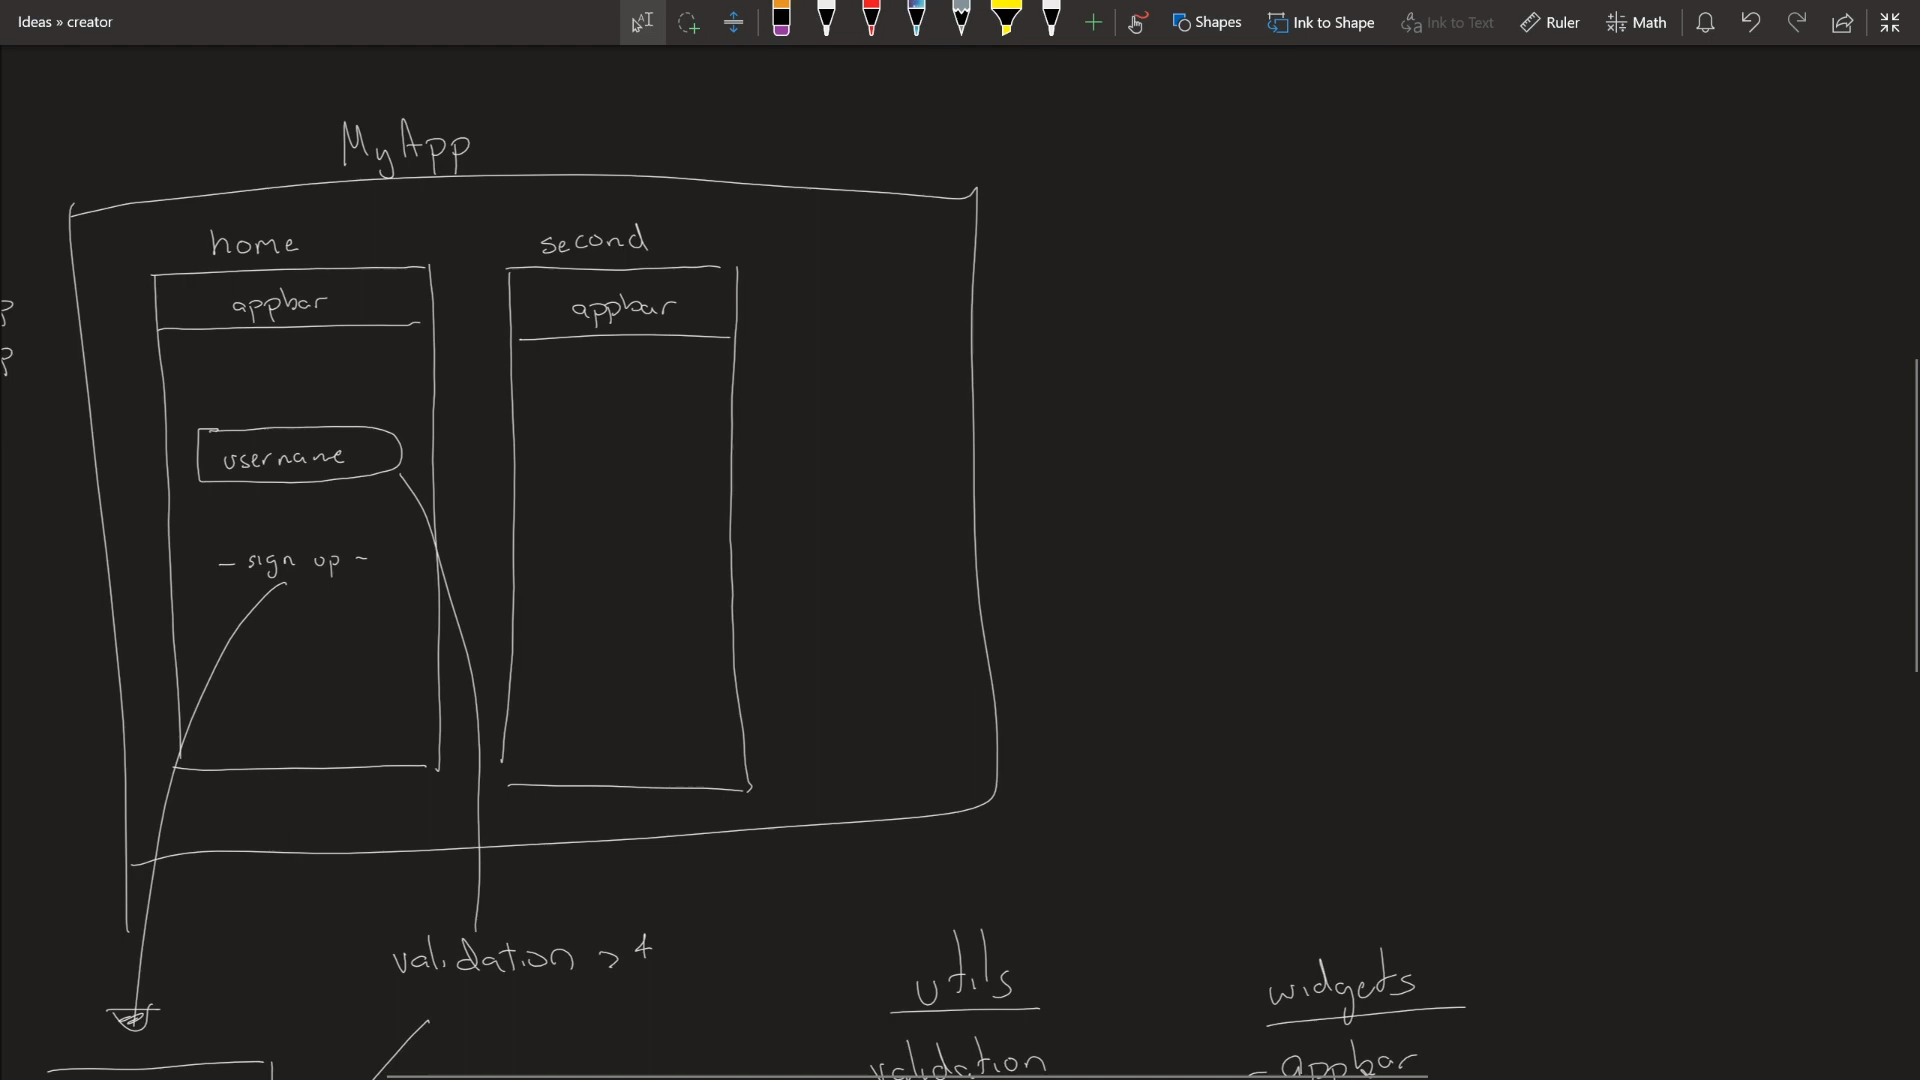 Ideas » creator
Shapes
Ink to Shape
Ink to Text
Ruler
Math
MyApp
home
second
appbar
appbar
?
?
username
- sign up -
validation > 4
utils
widgets
validation
- appbar